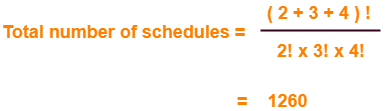 ( 2 + 3 + 4 ) !
Total number of schedules =
2! x 3! x 4!
= 1260